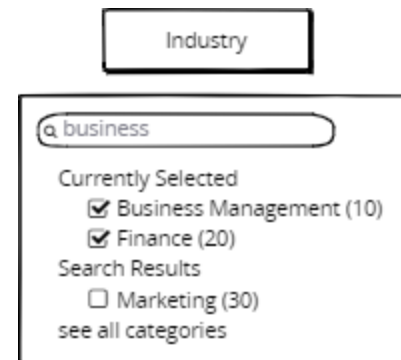 Industry
business
Currently Selected
Business Management (10)
Finance (20)
Search Results
Marketing (30)
see all categories